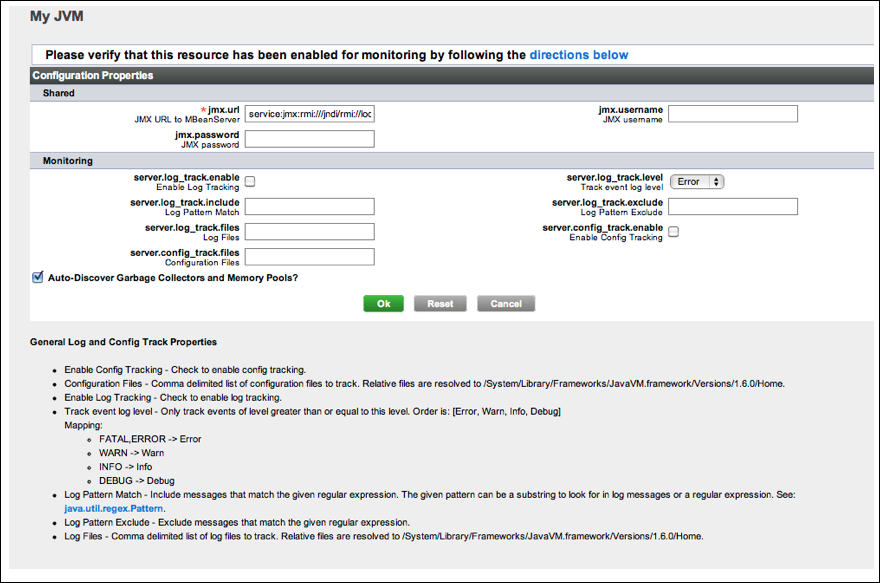 My JVM
Please verify that this resource has been enabled for monitoring by following the directions below
Configuration Properties
Shared
* jmx.url
JMX URL to MBeanServer
service:jmx:rmi:///jndi/rmi://loc
jmx.username
JMX username
jmx.password
JMX password
Monitoring
server.log_track.enable
Enable Log Tracking
server.log_track.level
Track event log level
Error
server.log_track.include
Log Pattern Match
server.log_track.exclude
Log Pattern Exclude
server.log_track.files
Log Files
server.config_track.enable
Enable Config Tracking
server.config_track.files
Configuration Files
Auto-Discover Garbage Collectors and Memory Pools?
Ok Reset Cancel
General Log and Config Track Properties
• Enable Config Tracking - Check to enable config tracking.
• Configuration Files - Comma delimited list of configuration files to track. Relative files are resolved to /System/Library/Frameworks/JavaVM.framework/Versions/1.6.0/Home.
• Enable Log Tracking - Check to enable log tracking.
• Track event log level - Only track events of level greater than or equal to this level. Order is: [Error, Warn, Info, Debug]
Mapping:
◦ FATAL,ERROR -> Error
◦ WARN -> Warn
◦ INFO -> Info
◦ DEBUG -> Debug
• Log Pattern Match - Include messages that match the given regular expression. The given pattern can be a substring to look for in log messages or a regular expression. See:
java.util.regex.Pattern.
• Log Pattern Exclude - Exclude messages that match the given regular expression.
• Log Files - Comma delimited list of log files to track. Relative files are resolved to /System/Library/Frameworks/JavaVM.framework/Versions/1.6.0/Home.